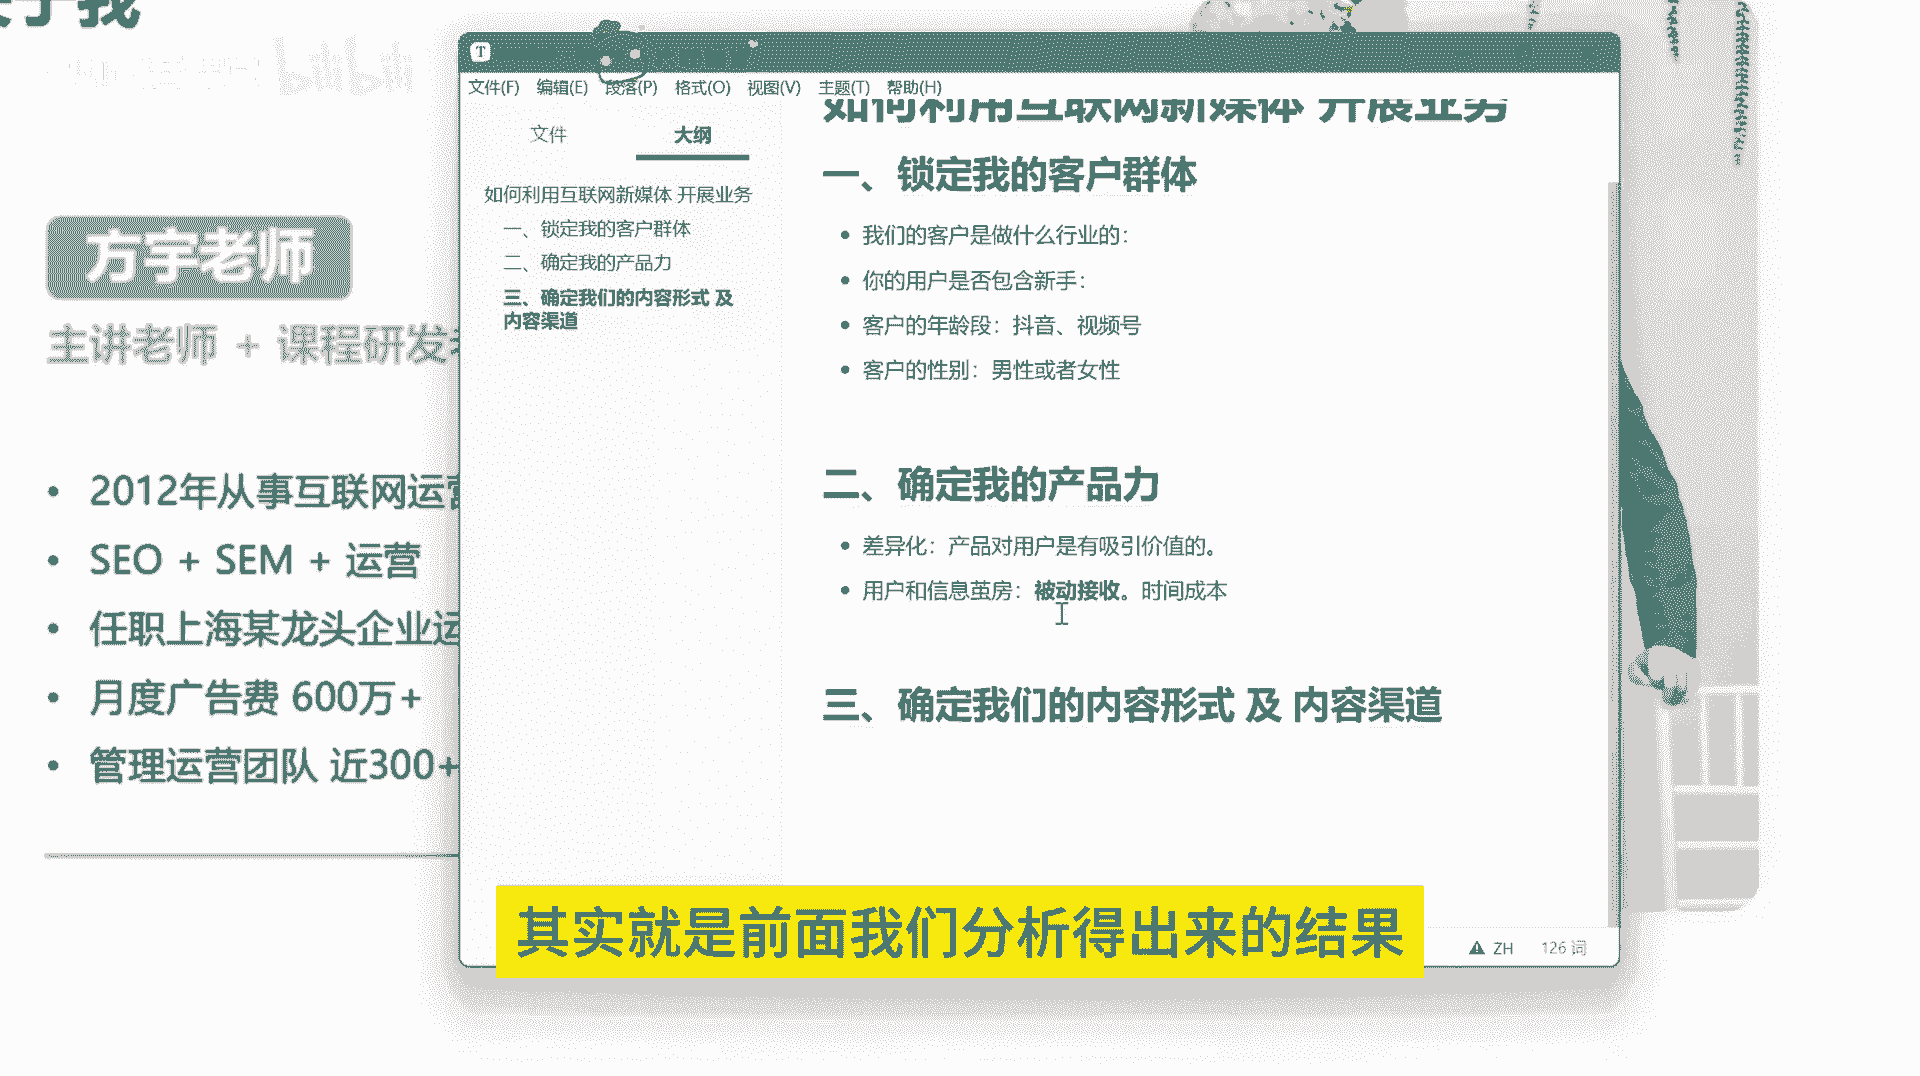 于我
bilibili
方宇老师
主讲老师 + 课程研发
2012年从事互联网运营
SEO + SEM + 运营
任职上海某龙头企业运
月度广告费 600万+
管理运营团队 近300+
T
文件(F) 编辑(E) 段落(P) 格式(O) 视图(V) 主题(T) 帮助(H)
文件 大纲
如何利用互联网新媒体 开展业务
一、锁定我的客户群体
二、确定我的产品力
三、确定我们的内容形式 及
内容渠道
如何利用互联网新媒体 开展业务
一、锁定我的客户群体
我们的客户是做什么行业的:
你的用户是否包含新手:
客户的年龄段: 抖音、视频号
客户的性别: 男性或者女性
二、确定我的产品力
差异化: 产品对用户是有吸引价值的。
用户和信息茧房: 被动接收。时间成本
三、确定我们的内容形式 及 内容渠道
ZH 126 词
其实就是前面我们分析得出来的结果